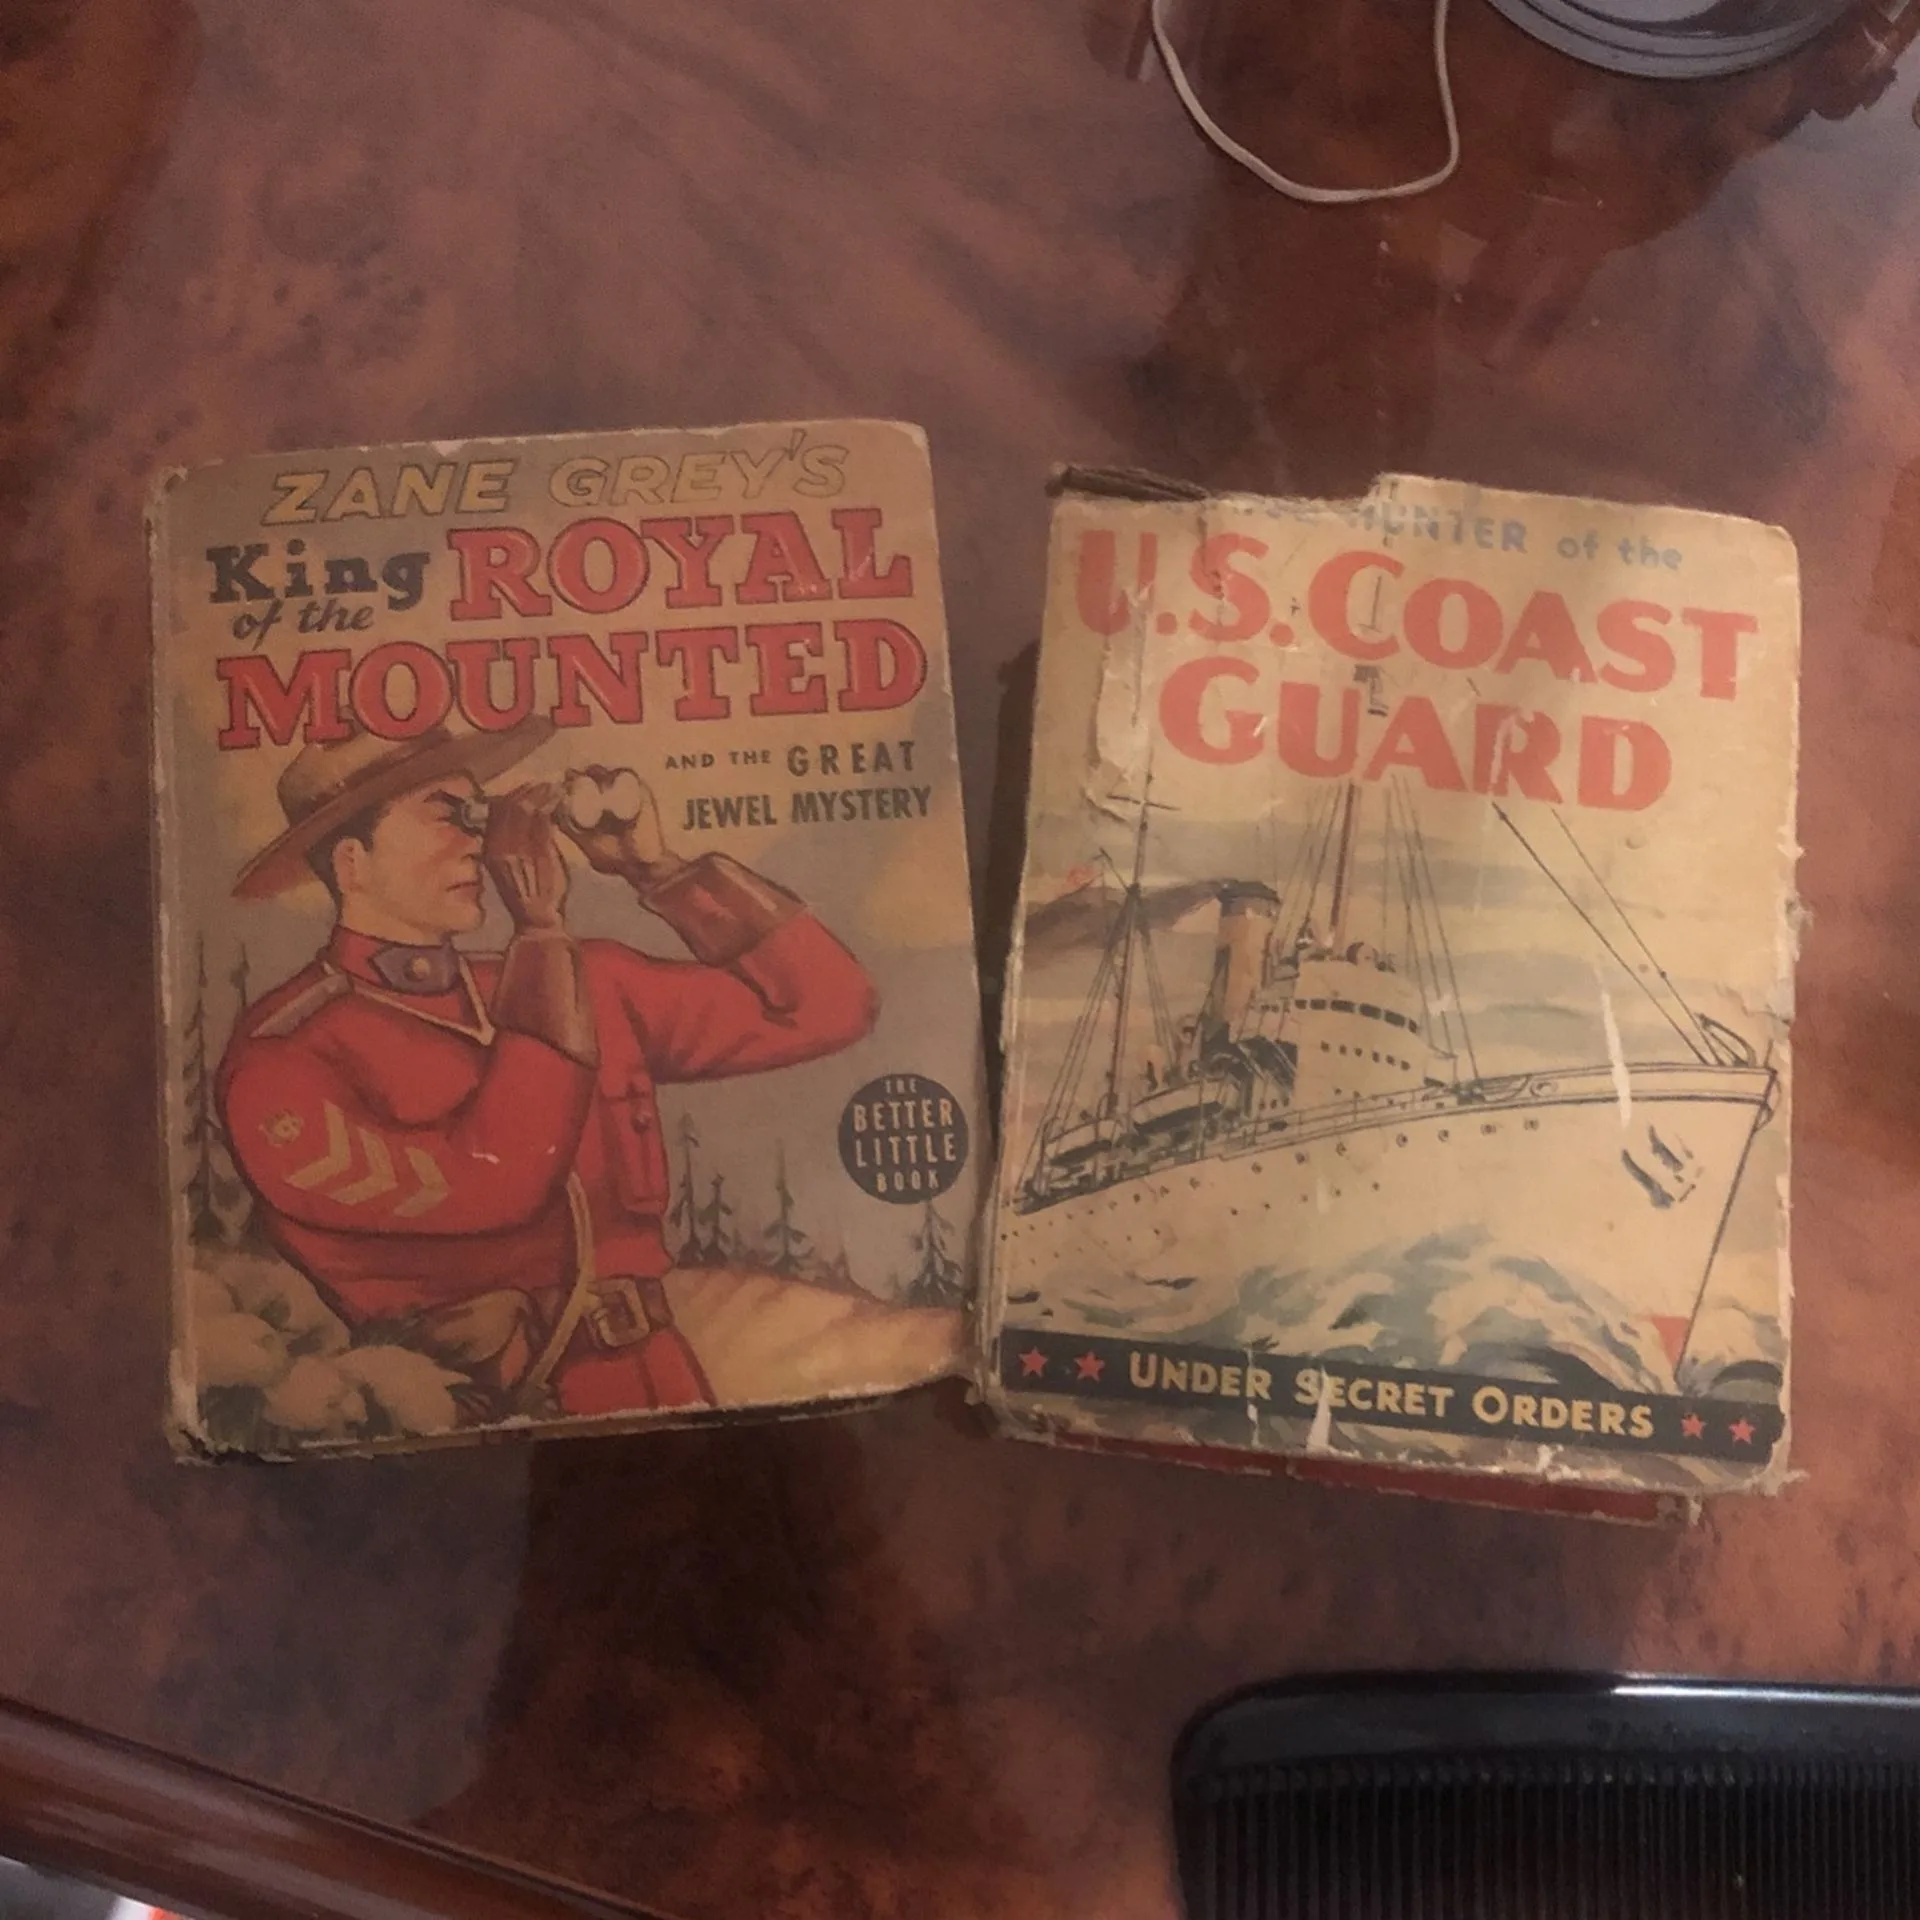 ZANE GREY'S
King
of the
ROYAL
MOUNTED
AND THE GREAT
JEWEL MYSTERY
THE
BETTER
LITTLE
BOOK
HUNTER of the
U.S. COAST
GUARD
UNDER SECRET ORDERS